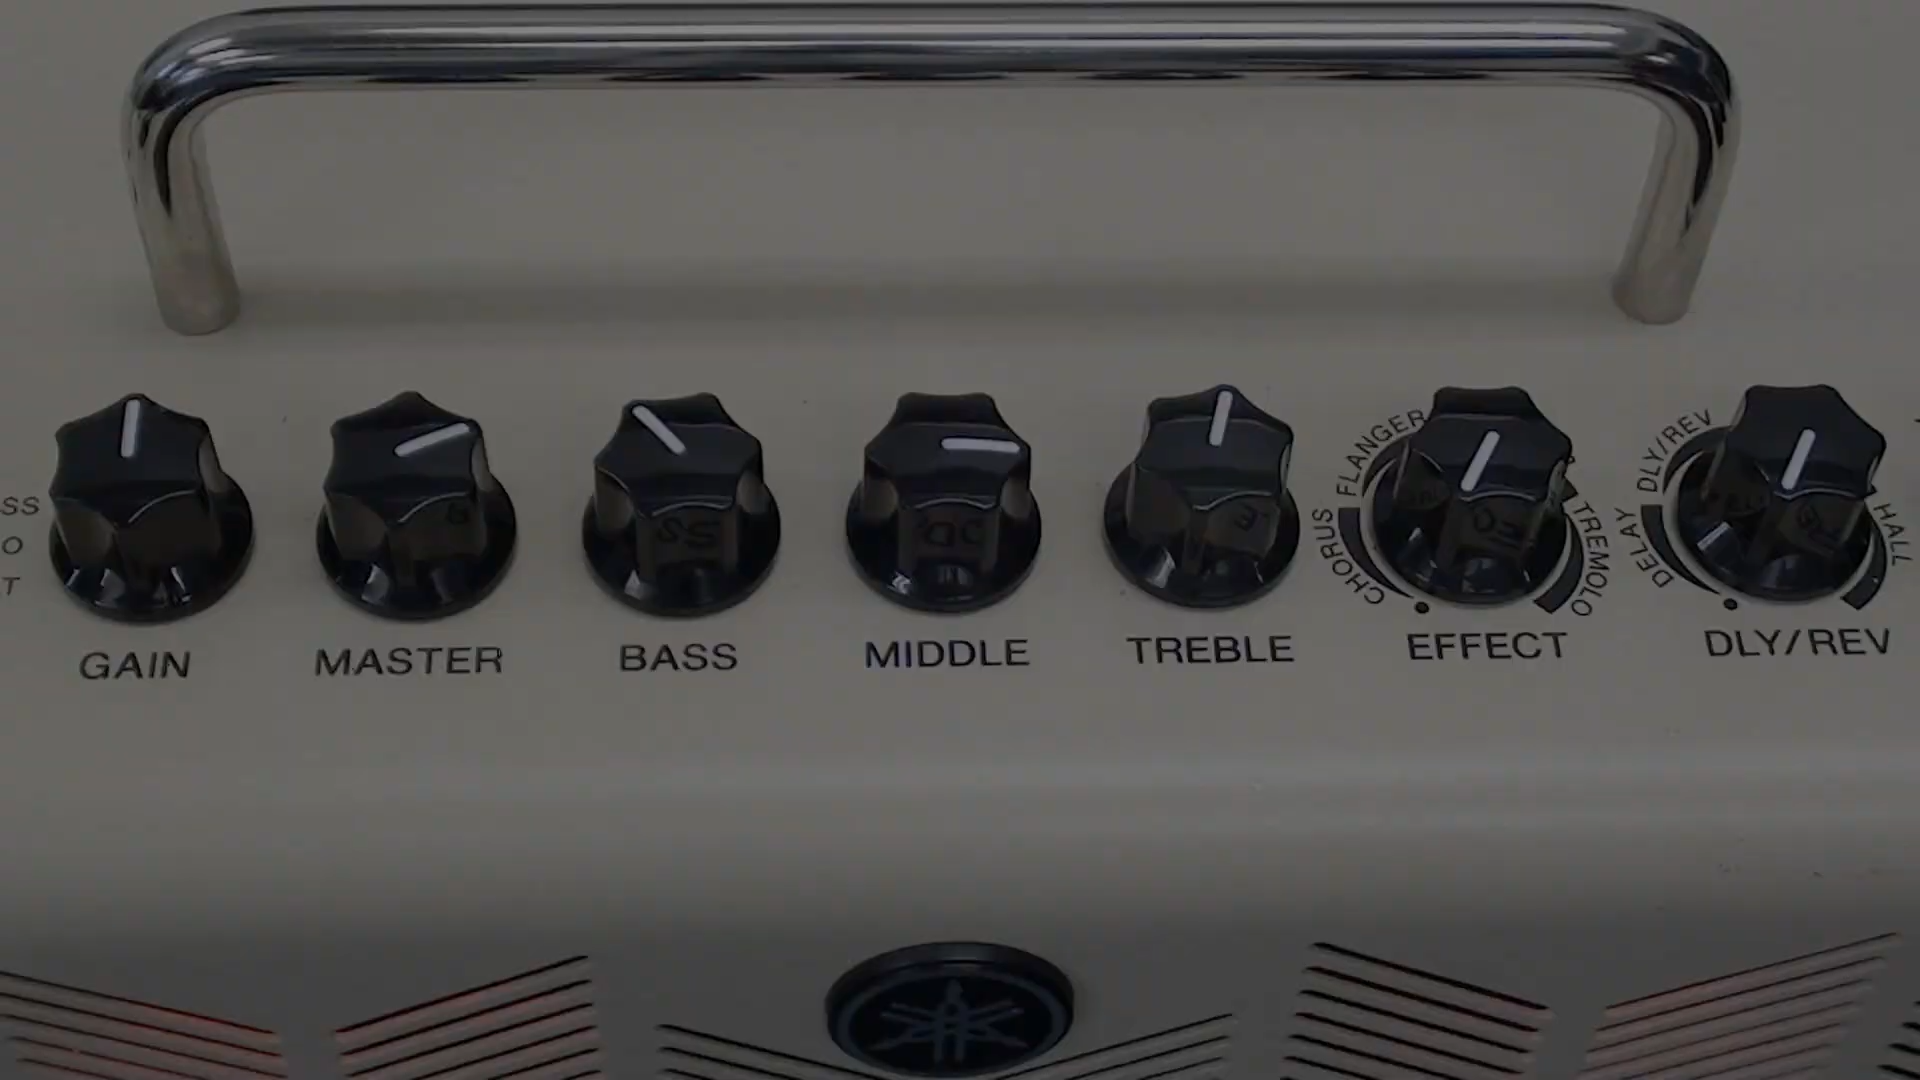 SS
O
T
GAIN
MASTER
BASS
MIDDLE
TREBLE
CHORUS
FLANGER
TREMOLO
EFFECT
DELAY
DLY/REV
HALL
DLY/REV